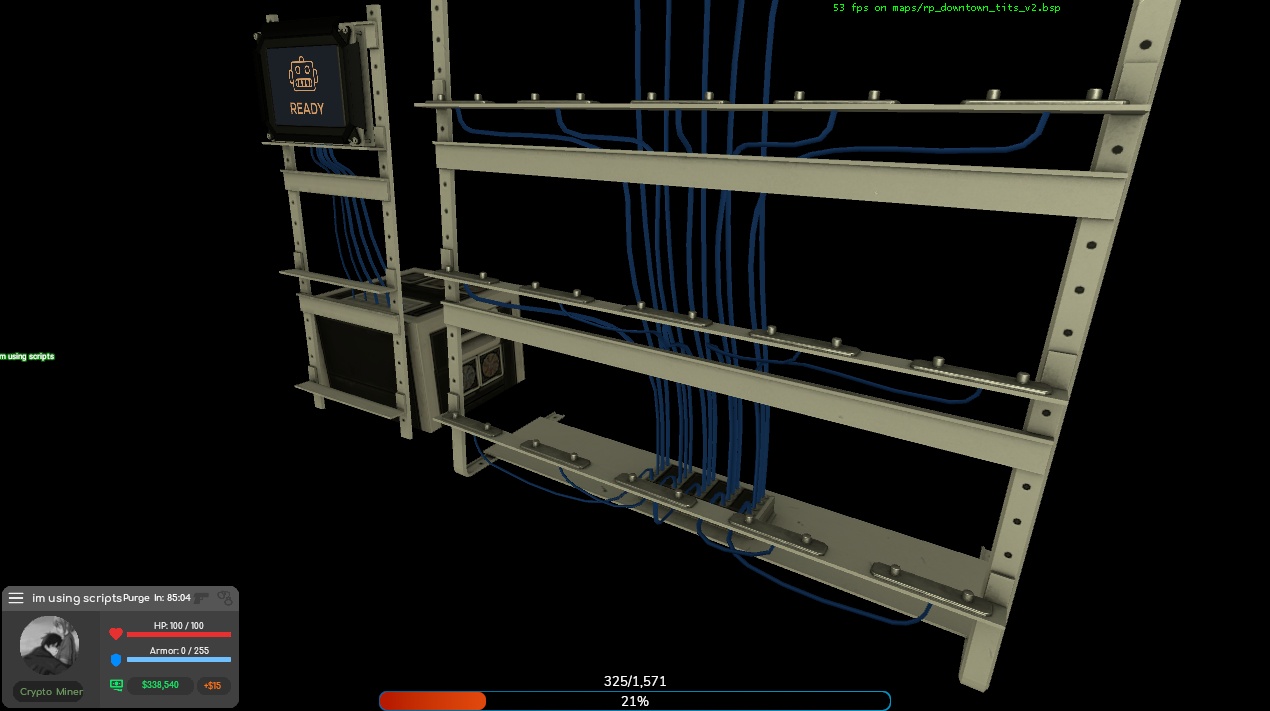 53 fps on maps/rp_downtown_tits_v2.bsp
READY
m using scripts
im using scripts Purge In: 85:04
HP: 100 / 100
Armor: 0 / 255
Crypto Miner
$338,540
+$15
325/1,571
21%